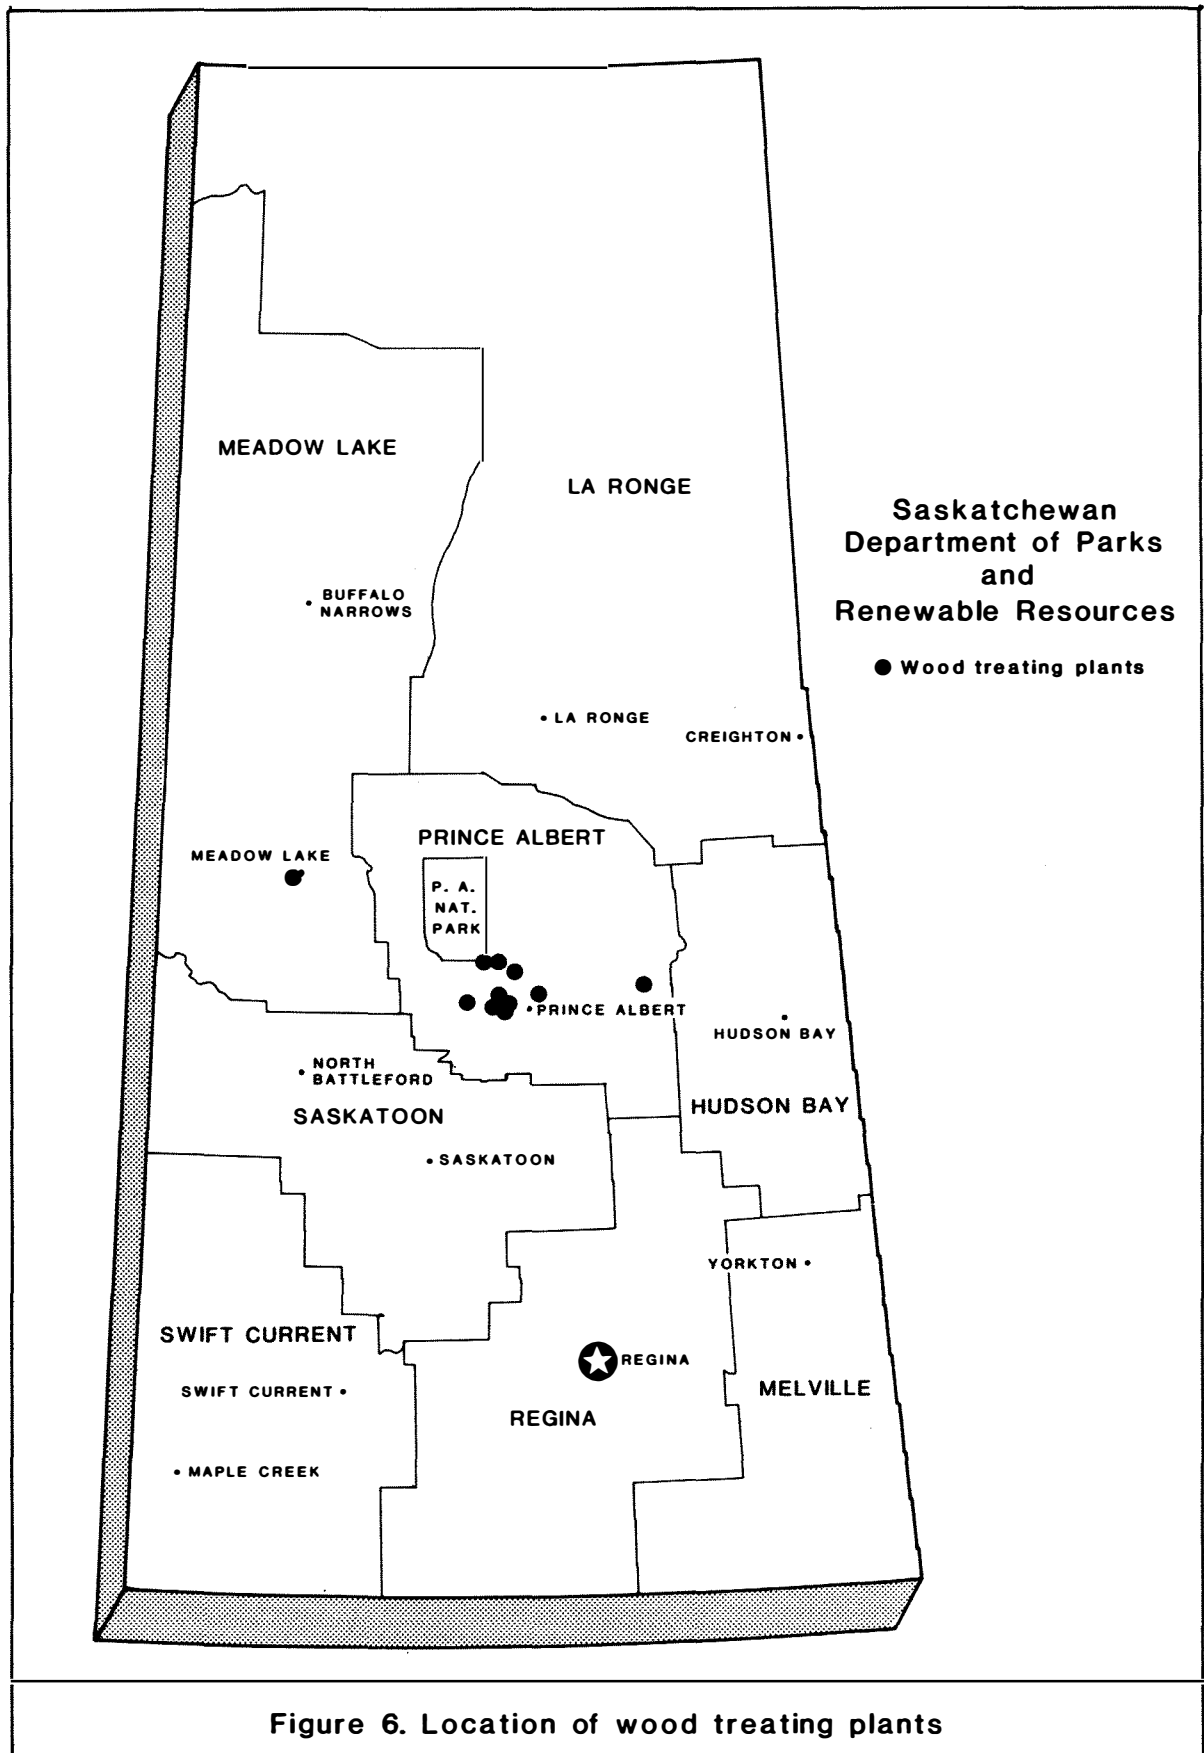 MEADOW LAKE
LA RONGE
Saskatchewan
Department of Parks
and
Renewable Resources
Wood treating plants
BUFFALO
NARROWS
LA RONGE
CREIGHTON
PRINCE ALBERT
MEADOW LAKE
P. A.
NAT.
PARK
PRINCE ALBERT
HUDSON BAY
NORTH
BATTLEFORD
SASKATOON
HUDSON BAY
SASKATOON
YORKTON
SWIFT CURRENT
REGINA
SWIFT CURRENT
MELVILLE
REGINA
MAPLE CREEK
Figure 6. Location of wood treating plants